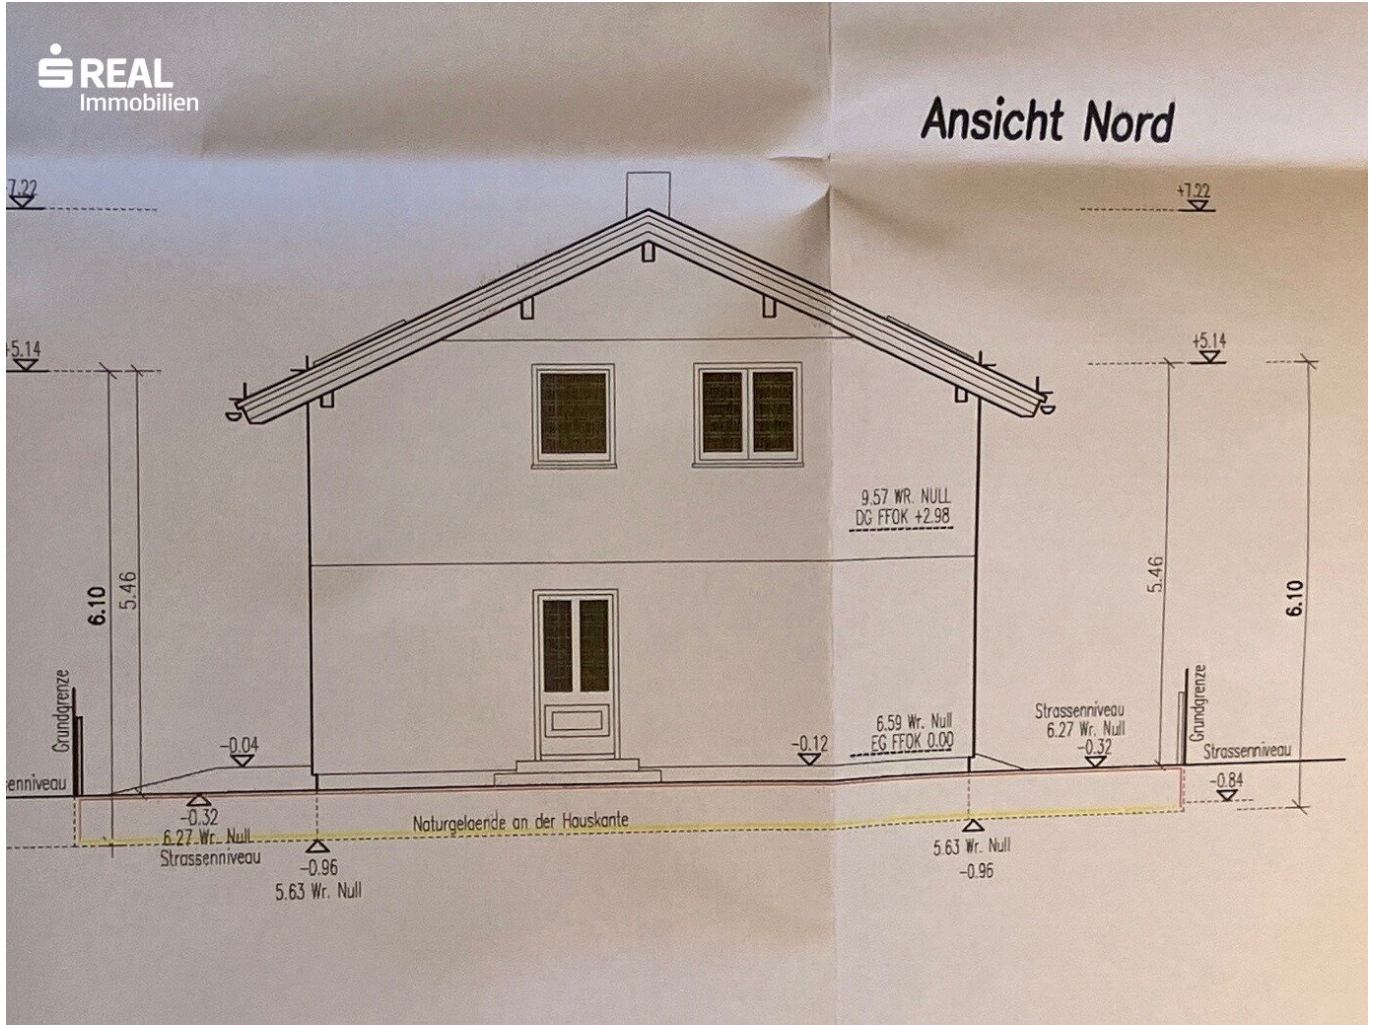 S REAL
Immobilien
Ansicht Nord
7.22
+7.22
+5.14
+5.14
9.57 WR. NULL
DG FFOK +2.98
6.10
5.46
5.46
6.10
Grundgrenze
Grundgrenze
-0.04
-0.12
6.59 Wr. Null
EG FFOK 0.00
Strassenniveau
6.27 Wr. Null
-0.32
Strassenniveau
senniveau
-0.84
-0.32
6.27 Wr. Null
Strassenniveau
Naturgelaende an der Hauskante
-0.96
5.63 Wr. Null
5.63 Wr. Null
-0.96